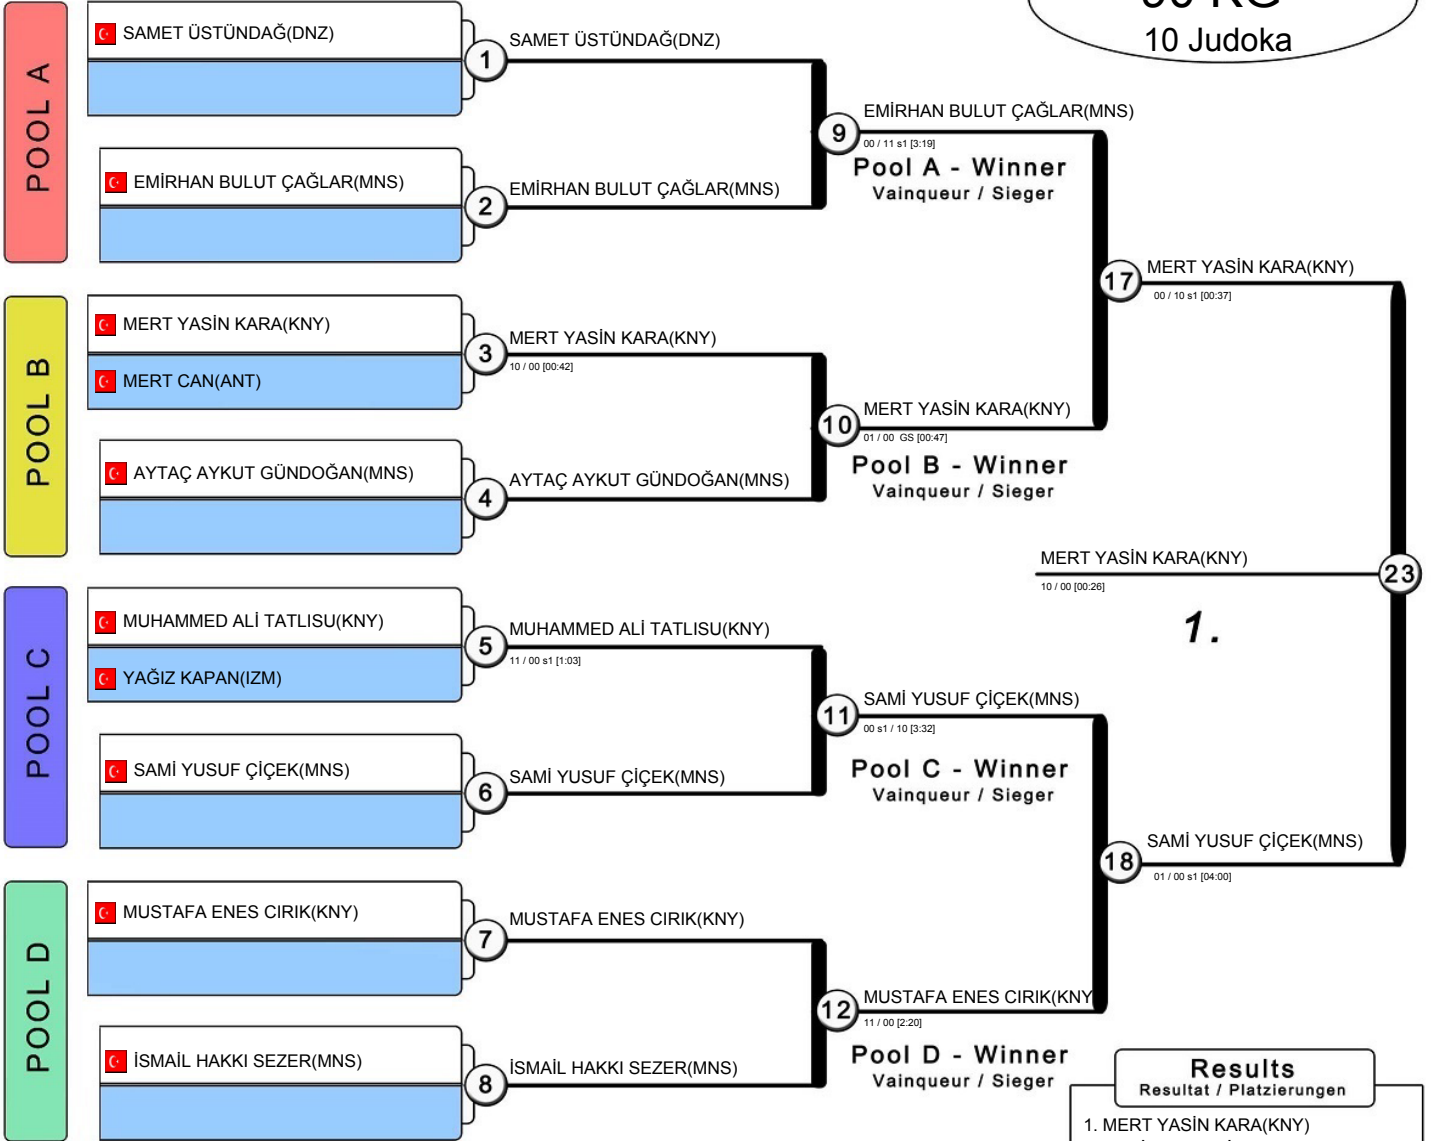 10 Judoka
POOL A
SAMET ÜSTÜNDAĞ(DNZ)
1
SAMET ÜSTÜNDAĞ(DNZ)
EMİRHAN BULUT ÇAĞLAR(MNS)
2
EMİRHAN BULUT ÇAĞLAR(MNS)
9
EMİRHAN BULUT ÇAĞLAR(MNS)
00 / 11 s1 [3:19]
Pool A - Winner
Vainqueur / Sieger
POOL B
MERT YASİN KARA(KNY)
MERT CAN(ANT)
3
MERT YASİN KARA(KNY)
10 / 00 [00:42]
AYTAÇ AYKUT GÜNDOĞAN(MNS)
4
AYTAÇ AYKUT GÜNDOĞAN(MNS)
10
MERT YASİN KARA(KNY)
01 / 00 GS [00:47]
Pool B - Winner
Vainqueur / Sieger
17
MERT YASİN KARA(KNY)
00 / 10 s1 [00:37]
MERT YASİN KARA(KNY)
10 / 00 [00:26]
23
1.
POOL C
MUHAMMED ALİ TATLISU(KNY)
YAĞIZ KAPAN(IZM)
5
MUHAMMED ALİ TATLISU(KNY)
11 / 00 s1 [1:03]
SAMİ YUSUF ÇİÇEK(MNS)
6
SAMİ YUSUF ÇİÇEK(MNS)
11
SAMİ YUSUF ÇİÇEK(MNS)
00 s1 / 10 [3:32]
Pool C - Winner
Vainqueur / Sieger
18
SAMİ YUSUF ÇİÇEK(MNS)
01 / 00 s1 [04:00]
POOL D
MUSTAFA ENES CIRIK(KNY)
7
MUSTAFA ENES CIRIK(KNY)
İSMAİL HAKKI SEZER(MNS)
8
İSMAİL HAKKI SEZER(MNS)
12
MUSTAFA ENES CIRIK(KNY
11 / 00 [2:20]
Pool D - Winner
Vainqueur / Sieger
Results
Resultat / Platzierungen
1. MERT YASİN KARA(KNY)